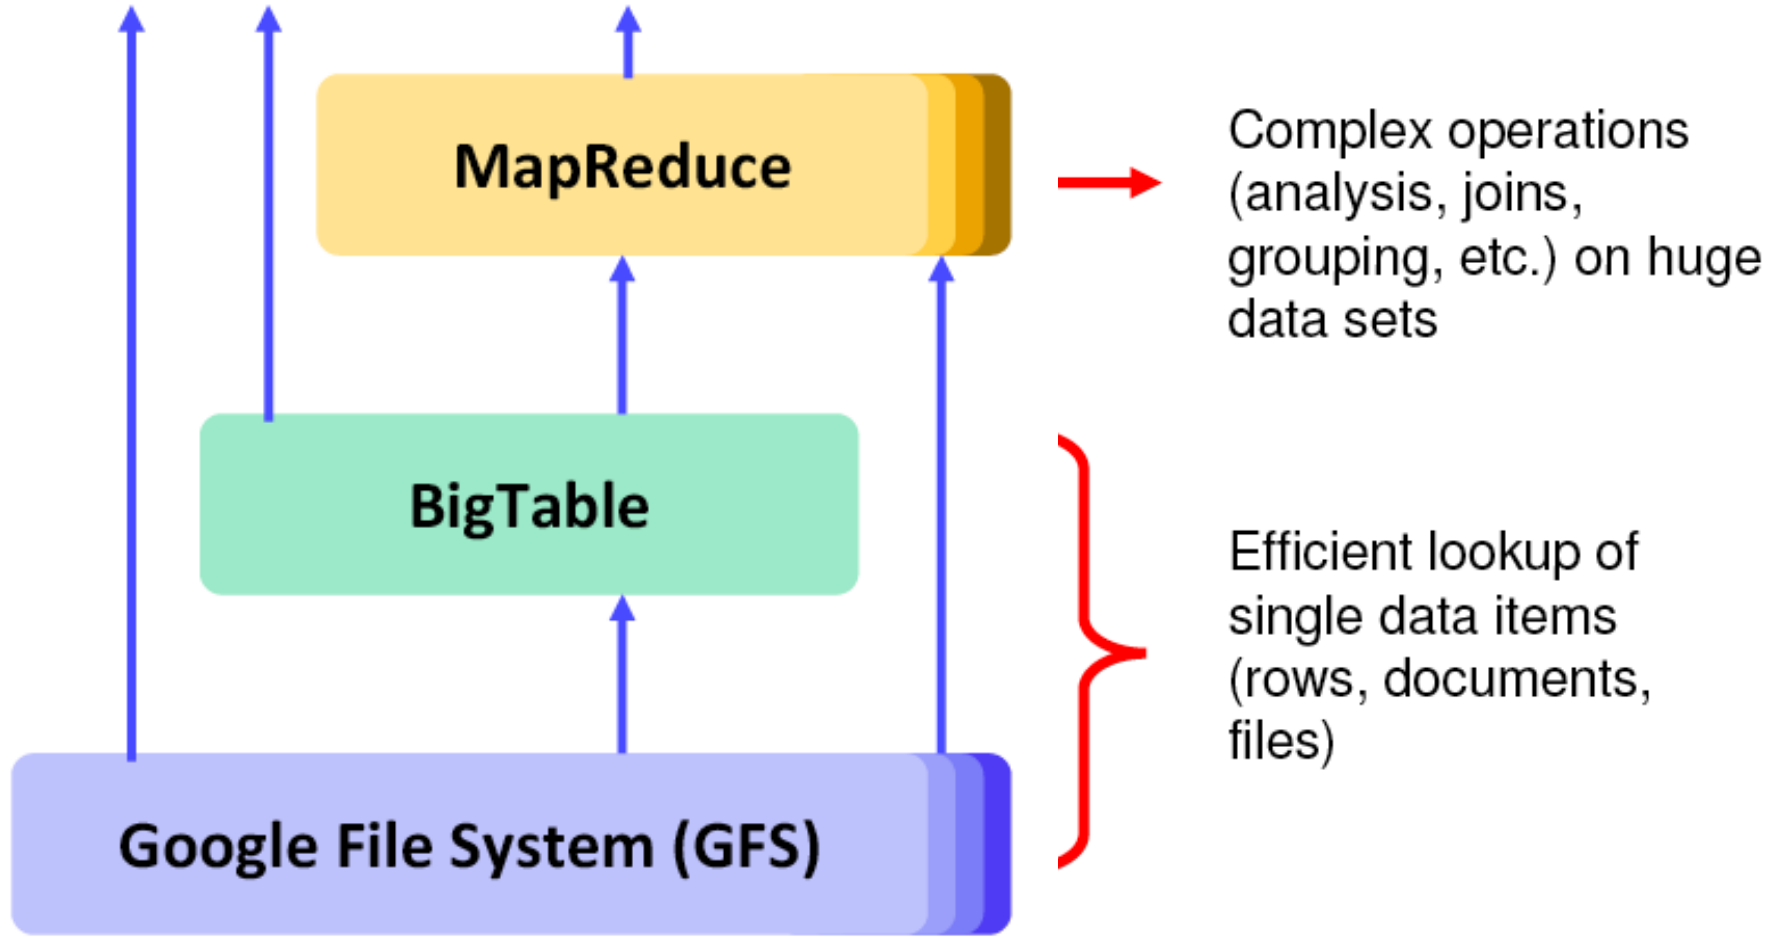 MapReduce
Complex operations
(analysis, joins,
grouping, etc.) on huge
data sets
BigTable
Efficient lookup of
single data items
(rows, documents,
files)
Google File System (GFS)